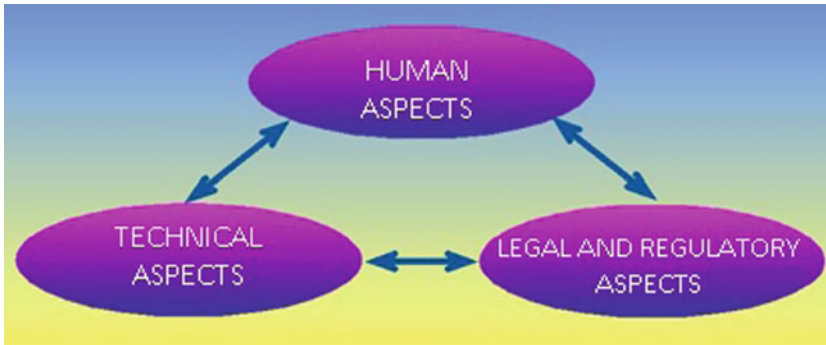 HUMAN
ASPECTS
TECHNICAL
ASPECTS
LEGAL AND REGULATORY
ASPECTS